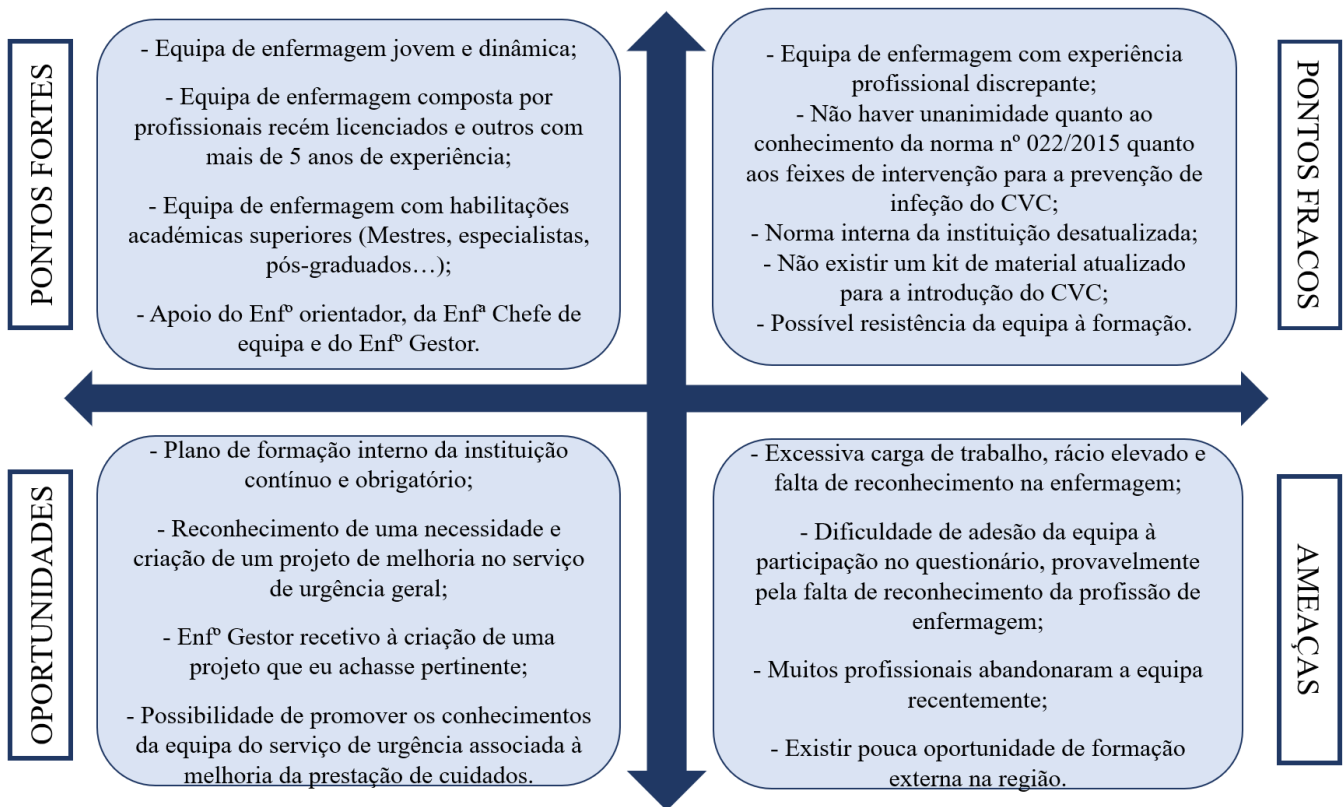 PONTOS FORTES
- Equipa de enfermagem jovem e dinâmica;
- Equipa de enfermagem composta por
profissionais recém licenciados e outros com
mais de 5 anos de experiência;
- Equipa de enfermagem com habilitações
académicas superiores (Mestres, especialistas,
pós-graduados…);
- Apoio do Enfº orientador, da Enfª Chefe de
equipa e do Enfº Gestor.
PONTOS FRACOS
- Equipa de enfermagem com experiência
profissional discrepante;
- Não haver unanimidade quanto ao
conhecimento da norma nº 022/2015 quanto
aos feixes de intervenção para a prevenção de
infeção do CVC;
- Norma interna da instituição desatualizada;
- Não existir um kit de material atualizado
para a introdução do CVC;
- Possível resistência da equipa à formação.
OPORTUNIDADES
- Plano de formação interno da instituição
contínuo e obrigatório;
- Reconhecimento de uma necessidade e
criação de um projeto de melhoria no serviço
de urgência geral;
- Enfº Gestor recetivo à criação de uma
projeto que eu achasse pertinente;
- Possibilidade de promover os conhecimentos
da equipa do serviço de urgência associada à
melhoria da prestação de cuidados.
AMEAÇAS
- Excessiva carga de trabalho, rácio elevado e
falta de reconhecimento na enfermagem;
- Dificuldade de adesão da equipa à
participação no questionário, provavelmente
pela falta de reconhecimento da profissão de
enfermagem;
- Muitos profissionais abandonaram a equipa
recentemente;
- Existir pouca oportunidade de formação
externa na região.